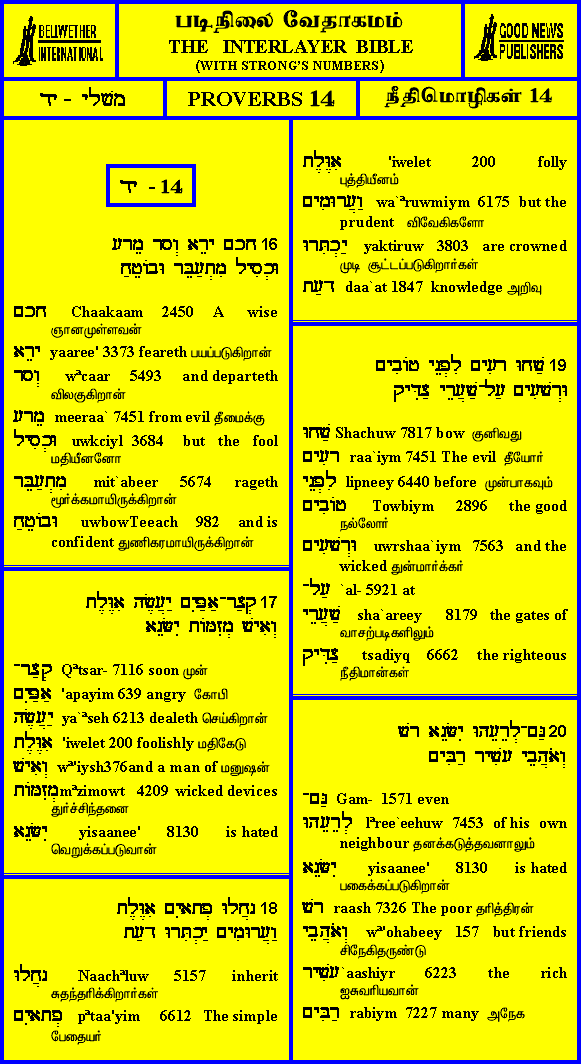 BELLWETHER
INTERNATIONAL
படிநிலை வேதாகமம்
THE INTERLAYER BIBLE
(WITH STRONG'S NUMBERS)
GOOD NEWS
PUBLISHERS
משלי - יד
PROVERBS 14
நீதிமொழிகள் 14
יד - 14
16 חכם ירא וסר מרע
וכסיל מתעבר ובוטח
חכם Chaakaam 2450 A wise
ஞானமுள்ளவன்
ירא yaaree' 3373 feareth பயப்படுகிறான்
וסר wªcaar 5493 and departeth
விலகுகிறான்
מרע meeraa` 7451 from evil தீமைக்கு
וכסיל uwkciyl 3684 but the fool
மதியீனனோ
מתעבר mit`abeer 5674 rageth
மூர்க்கமாயிருக்கிறான்
ובוטח uwbowTeeach 982 and is
confident துணிகரமாயிருக்கிறான்
17 קצר־אפים יעשה אולת
ואיש מזמות ישנא
קצר־ Qªtsar- 7116 soon முன்
אפים 'apayim 639 angry கோபி
יעשה ya`ªseh 6213 dealeth செய்கிறான்
אולת 'iwelet 200 foolishly மதிகேடு
ואיש wª'iysh376and a man of மனுஷன்
מזמות mªzimowt 4209 wicked devices
துர்ச்சிந்தனை
ישנא yisaanee' 8130 is hated
வெறுக்கப்படுவான்
18 נחלו פתאים אולת
וערומים יכתרו דעת
נחלו Naachªluw 5157 inherit
சுதந்தரிக்கிறார்கள்
פתאים pªtaa'yim 6612 The simple
பேதையர்
אולת 'iwelet 200 folly
புத்தியீனம்
וערומים wa`ªruwmiym 6175 but the
prudent விவேகிகளோ
יכתרו yaktiruw 3803 are crowned
முடி சூட்டப்படுகிறார்கள்
דעת daa`at 1847 knowledge அறிவு
19 שחו רעים לפני טובים
ורשעים על־שערי צדיק
שחו Shachuw 7817 bow குனிவது
רעים raa`iym 7451 The evil தீயோர்
לפני lipneey 6440 before முன்பாகவும்
טובים Towbiym 2896 the good
நல்லோர்
ורשעים uwrshaa`iym 7563 and the
wicked துன்மார்க்கர்
על־ `al- 5921 at
שערי sha`areey 8179 the gates of
வாசற்படிகளிலும்
צדיק tsadiyq 6662 the righteous
நீதிமான்கள்
20 גם־לרעהו ישנא רש
ואהבי עשיר רבים
גם־ Gam- 1571 even
לרעהו lªree`eehuw 7453 of his own
neighbour தனக்கடுத்தவனாலும்
ישנא yisaanee' 8130 is hated
பகைக்கப்படுகிறான்
רש raash 7326 The poor தரித்திரன்
ואהבי wª'ohabeey 157 but friends
சிநேகிதருண்டு
עשיר `aashiyr 6223 the rich
ஐசுவரியவான்
רבים rabiym 7227 many அநேக